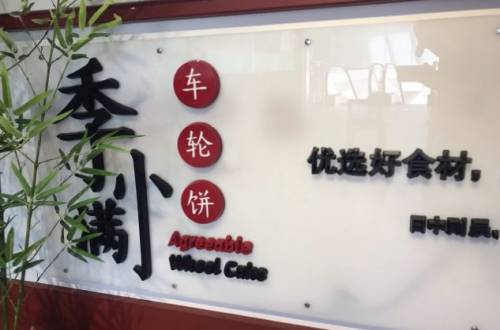 季小满
车轮饼
Agreeable
Wheel Cake
优选好食材,